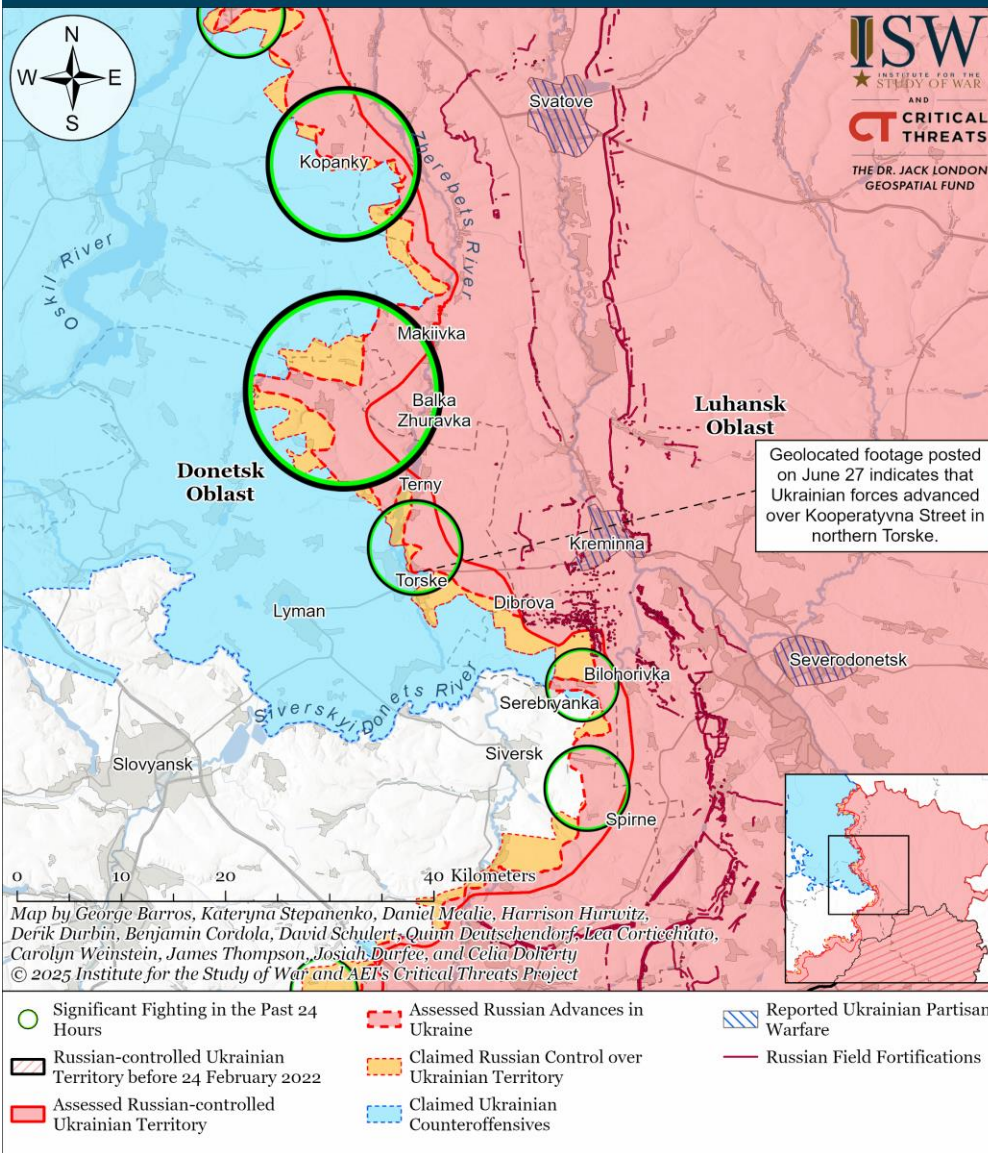 N
W
E
S
ISW
INSTITUTE FOR THE
STUDY OF WAR
AND
CT CRITICAL
THREATS
THE DR. JACK LONDON
GEOSPATIAL FUND
Svatove
Kopanky
Zherebets River
Oskil River
Makiivka
Balka
Zhuravka
Luhansk
Oblast
Donetsk
Oblast
Geolocated footage posted
on June 27 indicates that
Ukrainian forces advanced
over Kooperatyvna Street in
northern Torske.
Terny
Kreminna
Torske
Lyman
Dibrova
Severodonetsk
Bilohorivka
Serebryanka
Siverskyi Donets River
Siversk
Slovyansk
Spirne
0 10 20 40 Kilometers
Map by George Barros, Kateryna Stepanenko, Daniel Mealie, Harrison Hurwitz,
Derik Durbin, Benjamin Cordola, David Schulert, Quinn Deutschendorf, Lea Corticchiato,
Carolyn Weinstein, James Thompson, Josiah Durfee, and Celia Doherty
© 2025 Institute for the Study of War and AEI's Critical Threats Project
Significant Fighting in the Past 24
Hours
Russian-controlled Ukrainian
Territory before 24 February 2022
Assessed Russian-controlled
Ukrainian Territory
Assessed Russian Advances in
Ukraine
Claimed Russian Control over
Ukrainian Territory
Claimed Ukrainian
Counteroffensives
Reported Ukrainian Partisan
Warfare
Russian Field Fortifications